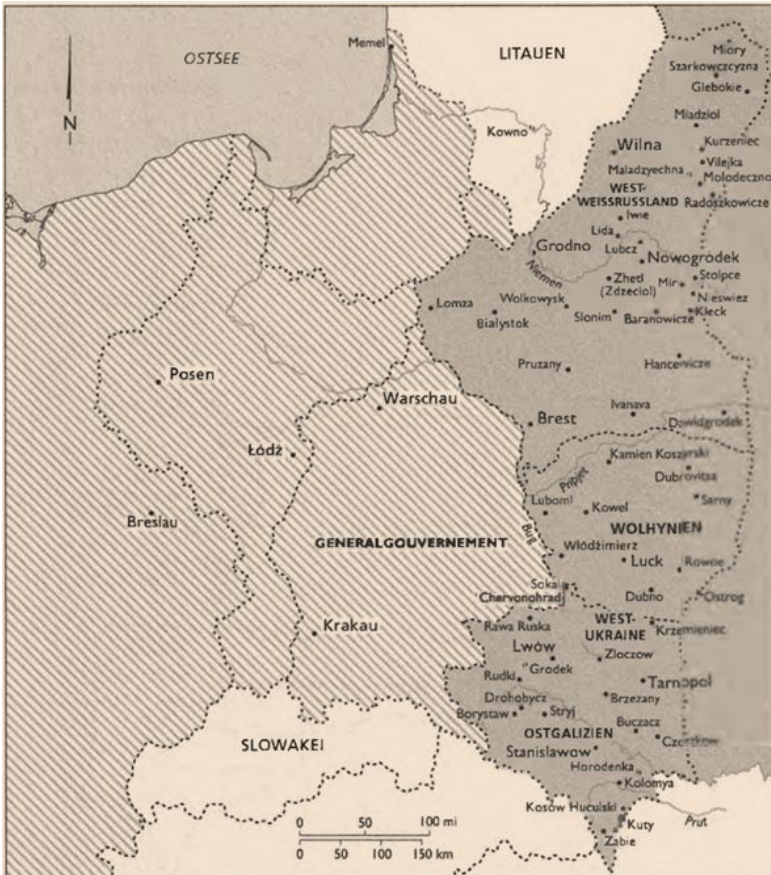 OSTSEE
Memel
LITAUEN
Miory
Szarkowczcyzna
Glebokie
N
Kowno
Miadziol
Wilna
Kurzeniec
Maladzyechna
Vilejka
Molodeczno
WEST-
WEISSRUSSLAND
Radoszkowicze
Iwie
Lida
Lubcz
Grodno
Nowogrodek
Niemen
Zhetl
(Zdzeciol)
Mir
Stolpce
Nieswiez
Lomza
Wolkowysk
Bialystok
Slonim
Baranowicze
Kleck
Pruzany
Hancewicze
Posen
Warschau
Ivanava
Dawidgrodek
Brest
Łódź
Kamien Koszyrski
Pripjet
Dubrovitsa
Breslau
Luboml
Kowel
Sarny
Bug
WOLHYNIEN
GENERALGOUVERNEMENT
Włódzimierz
Luck
Rowne
Sokal
Chervonohrad
Dubno
Ostrog
Krakau
Rawa Ruska
WEST-
UKRAINE
Krzemieniec
Lwów
Grodek
Zloczow
Rudki
Tarnopol
Drohobycz
Brzezany
Borystaw
Stryj
Buczacz
SLOWAKEI
OSTGALIZIEN
Czortkow
Stanislawow
Horodenka
Kolomya
Kosów Huculski
Kuty
Prut
Zabie
0 50 100 mi
0 50 100 150 km